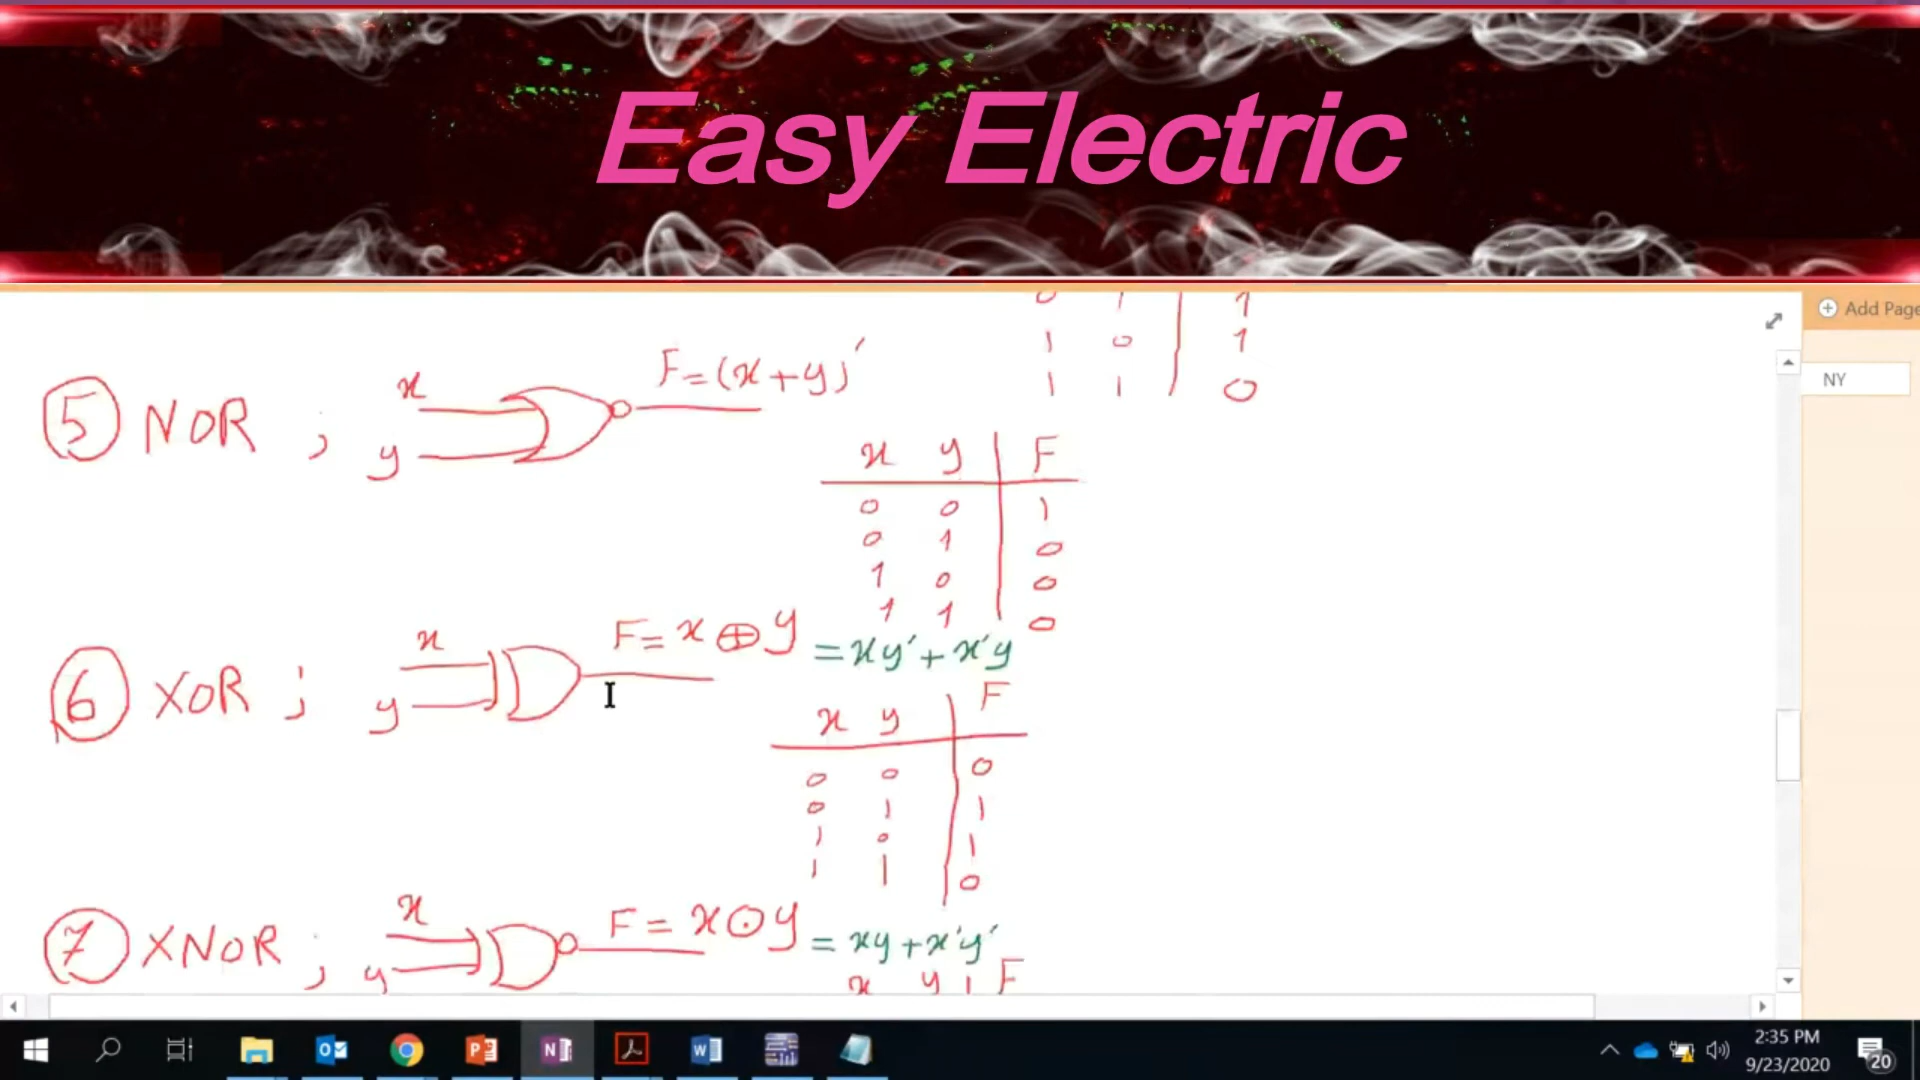 Easy Electric
Add Page
NY
0 1 | 1
1 0 | 1
1 1 | 0
⑤ NOR ; x y F=(x+y)′
x y | F
0 0 | 1
0 1 | 0
1 0 | 0
1 1 | 0
⑥ XOR ; x y F= x⊕y =xy′+x′y
x y | F
0 0 | 0
0 1 | 1
1 0 | 1
1 1 | 0
⑦ XNOR ; x y F= x⊙y = xy+x′y′
x y | F
2:35 PM
9/23/2020
20